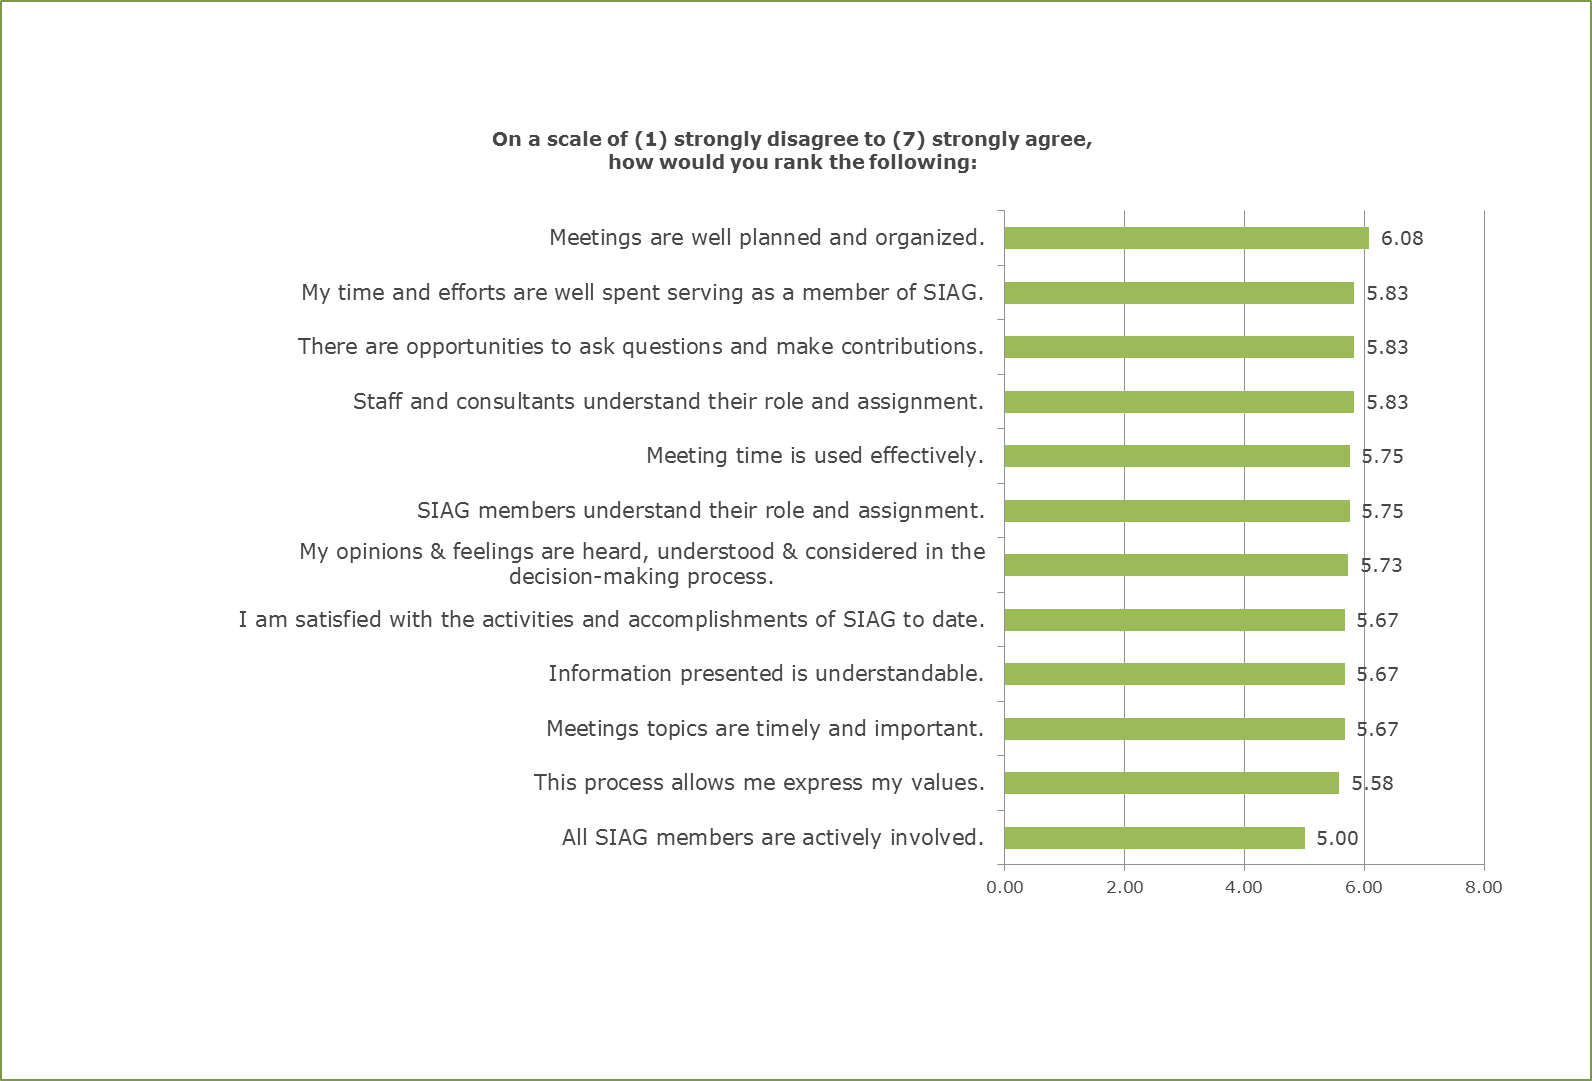 On a scale of (1) strongly disagree to (7) strongly agree,
how would you rank the following:
Meetings are well planned and organized. 6.08
My time and efforts are well spent serving as a member of SIAG. 5.83
There are opportunities to ask questions and make contributions. 5.83
Staff and consultants understand their role and assignment. 5.83
Meeting time is used effectively. 5.75
SIAG members understand their role and assignment. 5.75
My opinions & feelings are heard, understood & considered in the
decision-making process. 5.73
I am satisfied with the activities and accomplishments of SIAG to date. 5.67
Information presented is understandable. 5.67
Meetings topics are timely and important. 5.67
This process allows me express my values. 5.58
All SIAG members are actively involved. 5.00
0.00 2.00 4.00 6.00 8.00